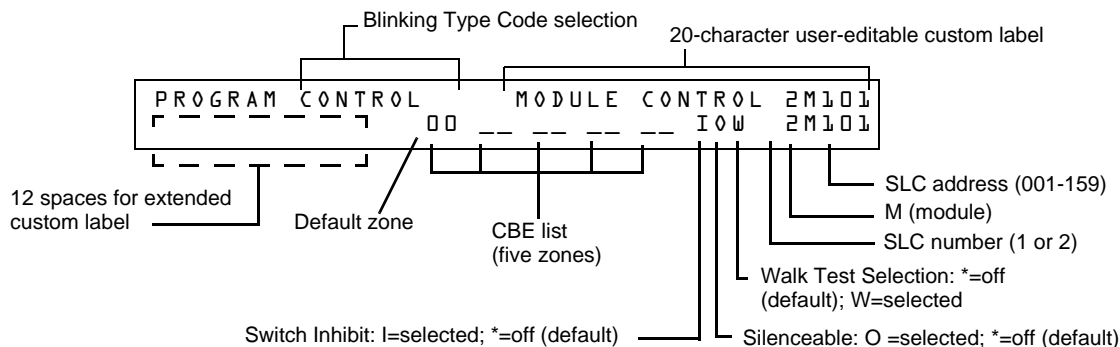 Blinking Type Code selection
20-character user-editable custom label
PROGRAM CONTROL MODULE CONTROL 2M101
00 __ __ __ __ IOW 2M101
12 spaces for extended
custom label
Default zone
CBE list
(five zones)
SLC address (001-159)
M (module)
SLC number (1 or 2)
Walk Test Selection: *=off
(default); W=selected
Switch Inhibit: I=selected; *=off (default)
Silenceable: O =selected; *=off (default)